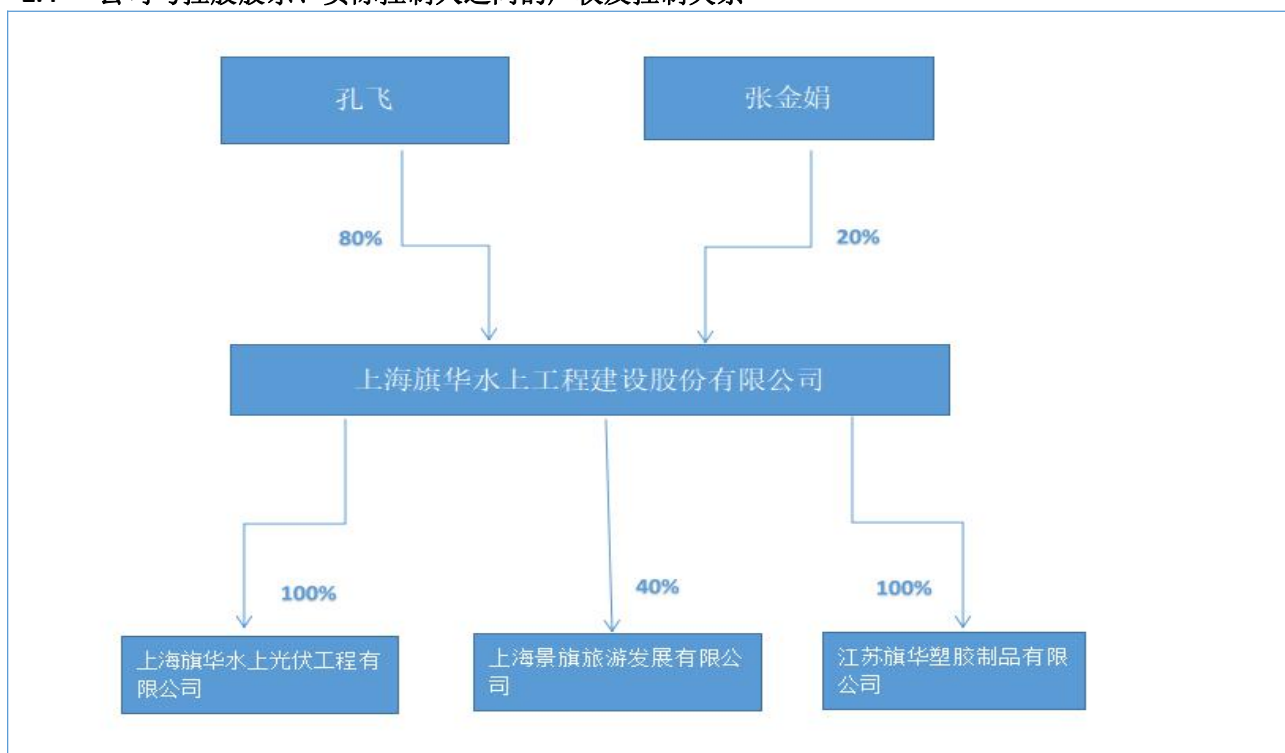 孔飞
张金娟
80%
20%
上海旗华水上工程建设股份有限公司
100%
40%
100%
上海旗华水上光伏工程有
限公司
上海景旗旅游发展有限公
司
江苏旗华塑胶制品有限
公司